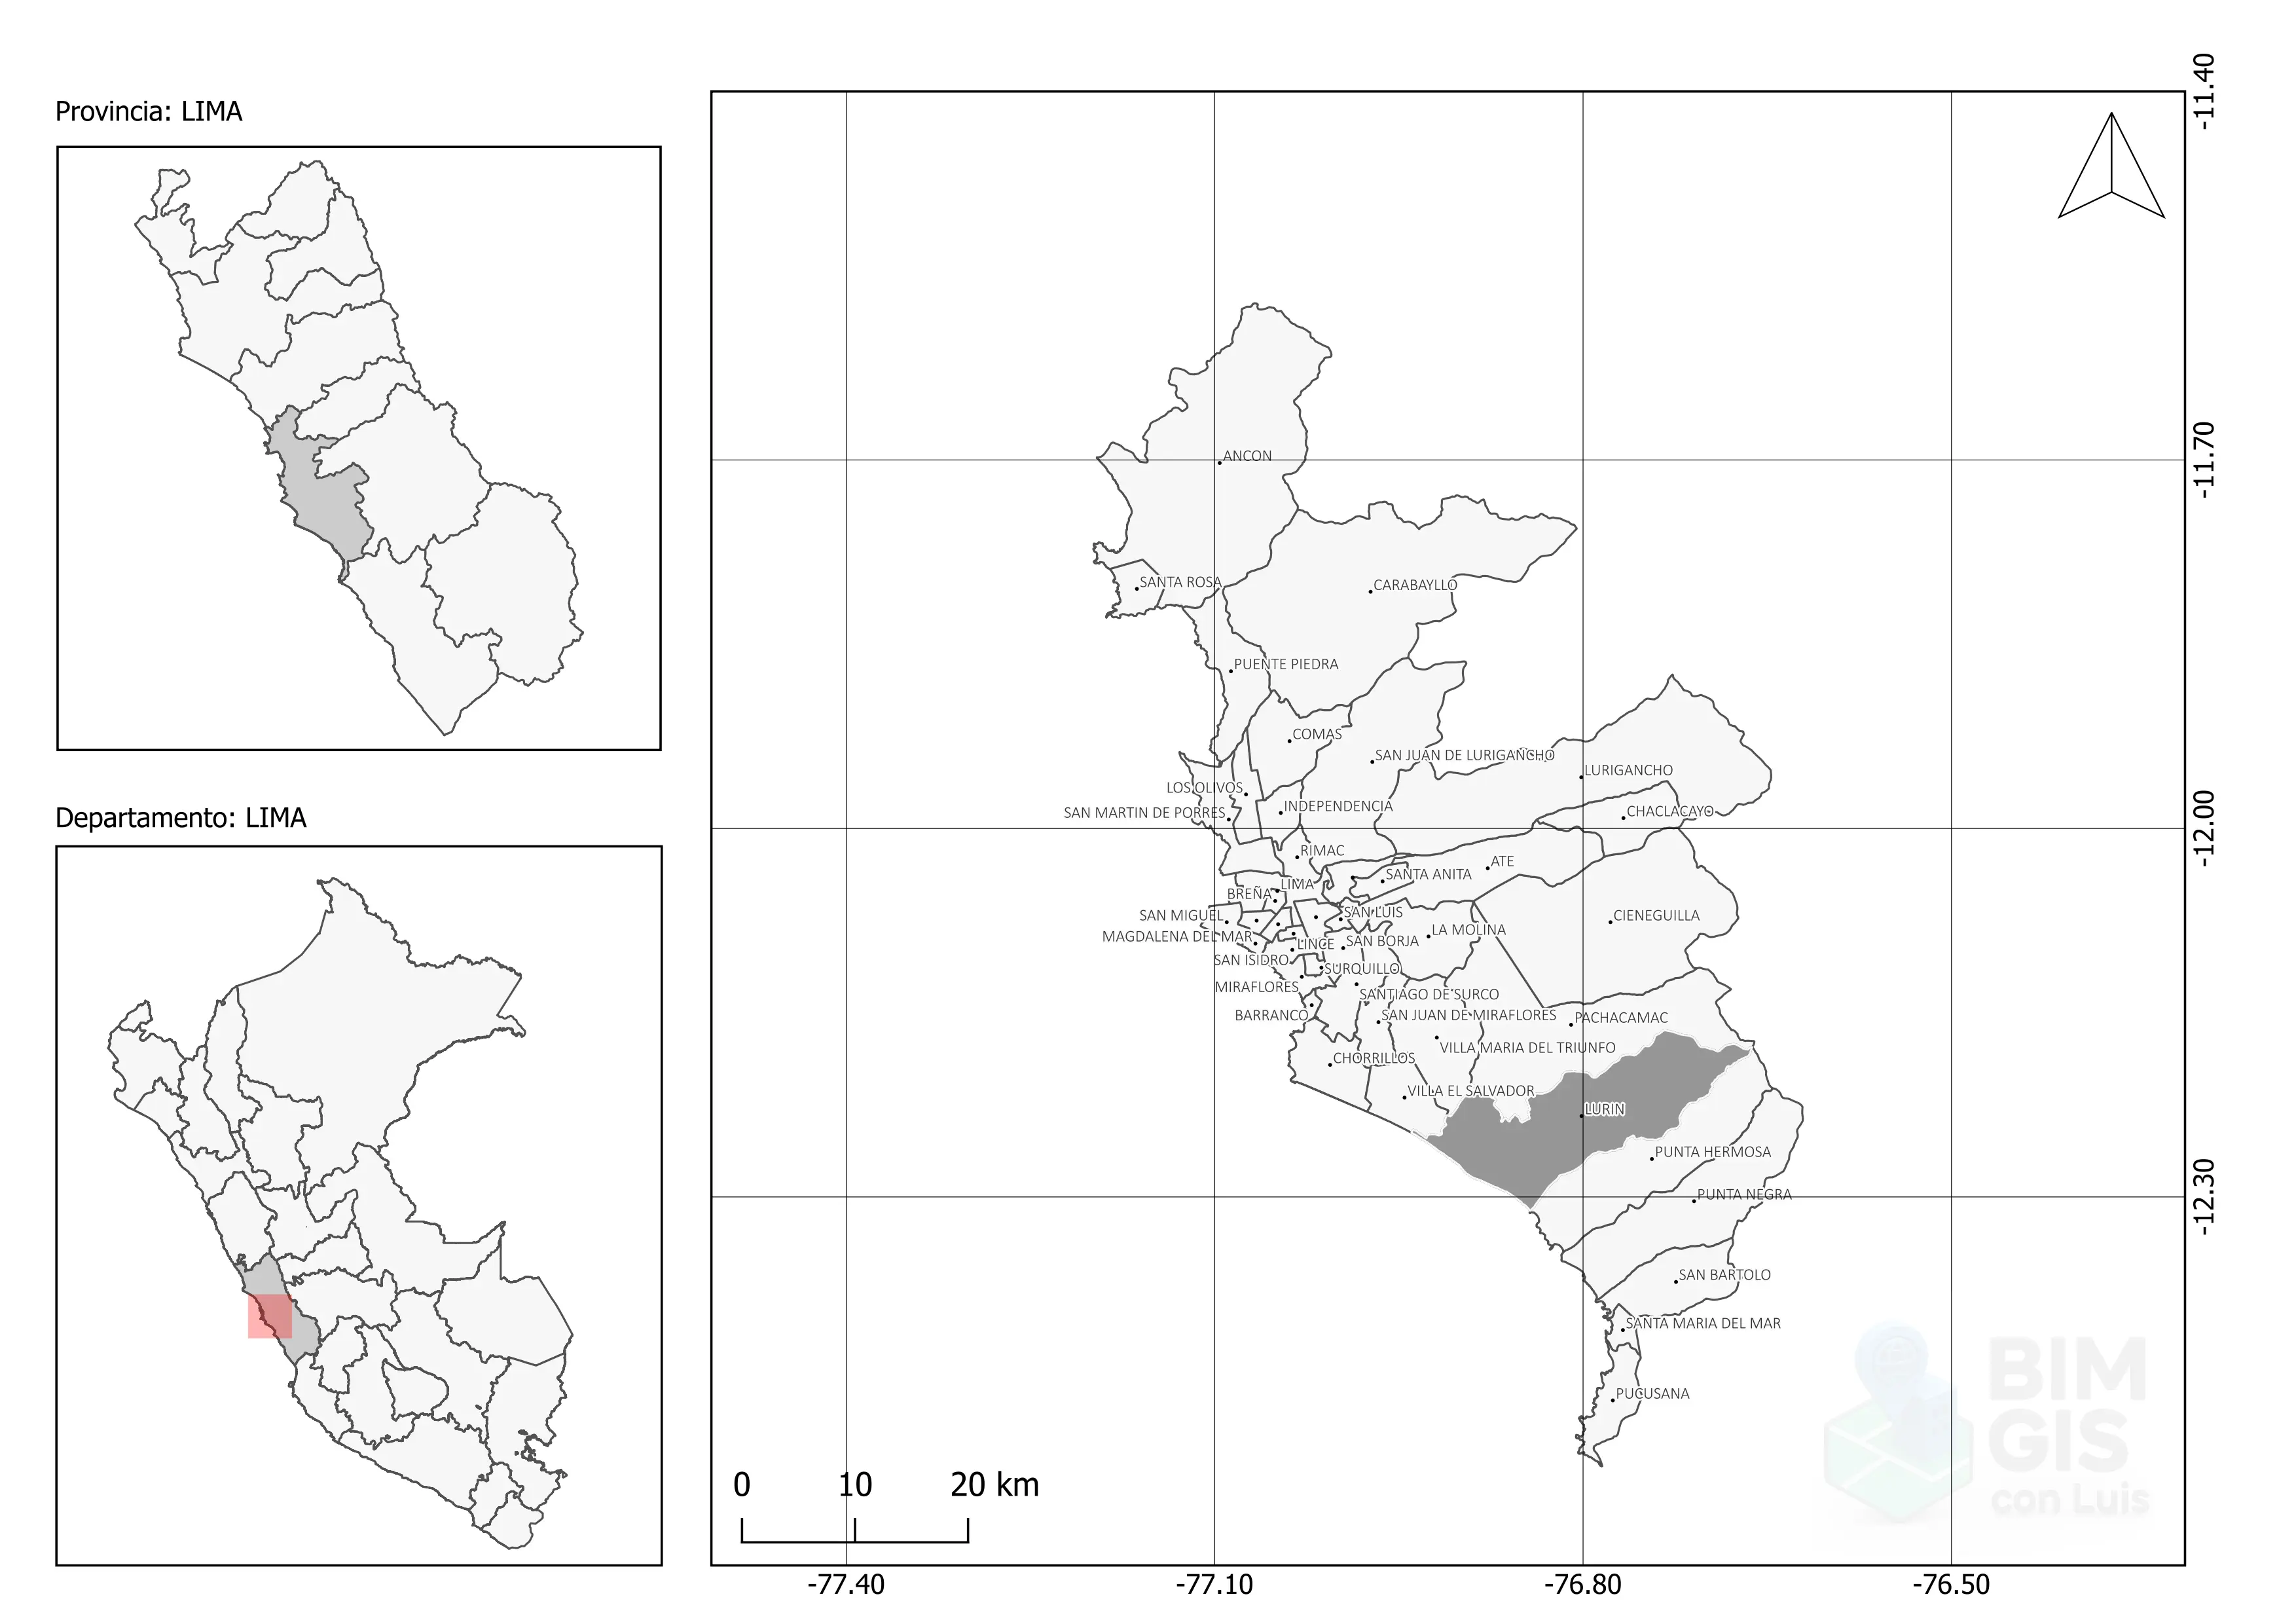 Provincia: LIMA
Departamento: LIMA
-11.40
-11.70
-12.00
-12.30
ANCON
SANTA ROSA
CARABAYLLO
PUENTE PIEDRA
COMAS
SAN JUAN DE LURIGANCHO
LURIGANCHO
LOS OLIVOS
INDEPENDENCIA
SAN MARTIN DE PORRES
CHACLACAYO
RIMAC
ATE
SANTA ANITA
LIMA
BREÑA
SAN MIGUEL
SAN LUIS
CIENEGUILLA
LA MOLINA
MAGDALENA DEL MAR
LINCE
SAN BORJA
SAN ISIDRO
SURQUILLO
MIRAFLORES
SANTIAGO DE SURCO
BARRANCO
SAN JUAN DE MIRAFLORES
PACHACAMAC
VILLA MARIA DEL TRIUNFO
CHORRILLOS
VILLA EL SALVADOR
LURIN
PUNTA HERMOSA
PUNTA NEGRA
SAN BARTOLO
SANTA MARIA DEL MAR
PUCUSANA
BIM
GIS
con Luis
0 10 20 km
-77.40 -77.10 -76.80 -76.50